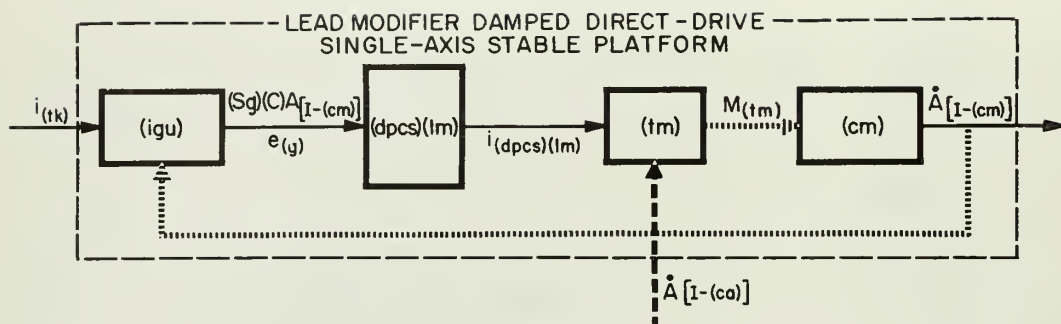 LEAD MODIFIER DAMPED DIRECT-DRIVE
SINGLE-AXIS STABLE PLATFORM
i(tk)
(igu)
(Sg)(C)A[I-(cm)]
e(y)
(dpcs)(lm)
i(dpcs)(lm)
(tm)
M(tm)
(cm)
Ȧ[I-(cm)]
Ȧ[I-(ca)]